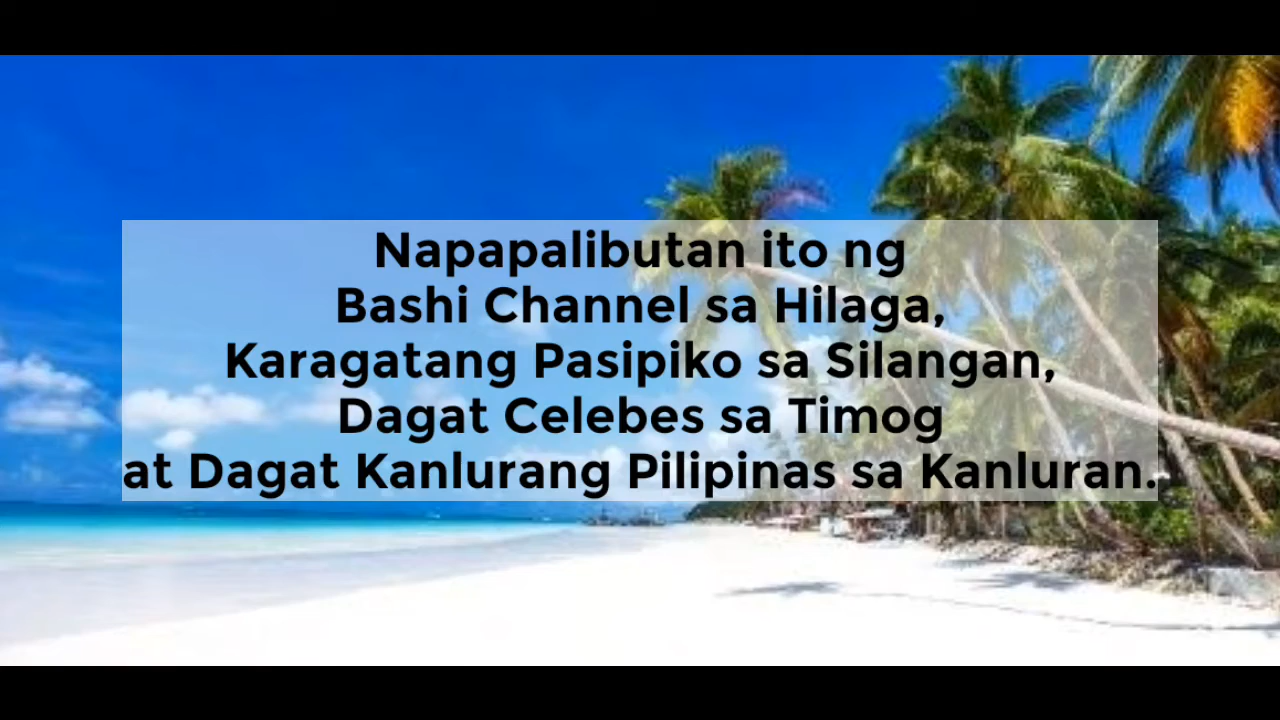 Napapalibutan ito ng
Bashi Channel sa Hilaga,
Karagatang Pasipiko sa Silangan,
Dagat Celebes sa Timog
at Dagat Kanlurang Pilipinas sa Kanluran.